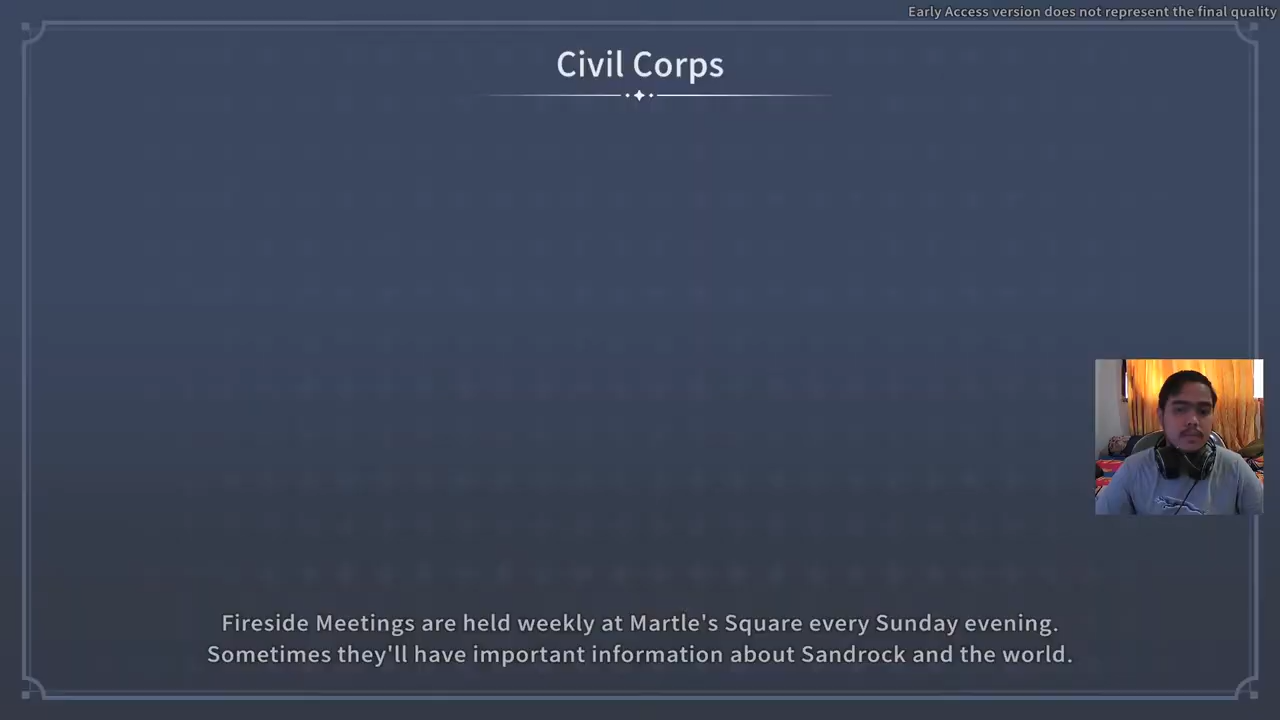 Early Access version does not represent the final quality
Civil Corps
Fireside Meetings are held weekly at Martle's Square every Sunday evening.
Sometimes they'll have important information about Sandrock and the world.